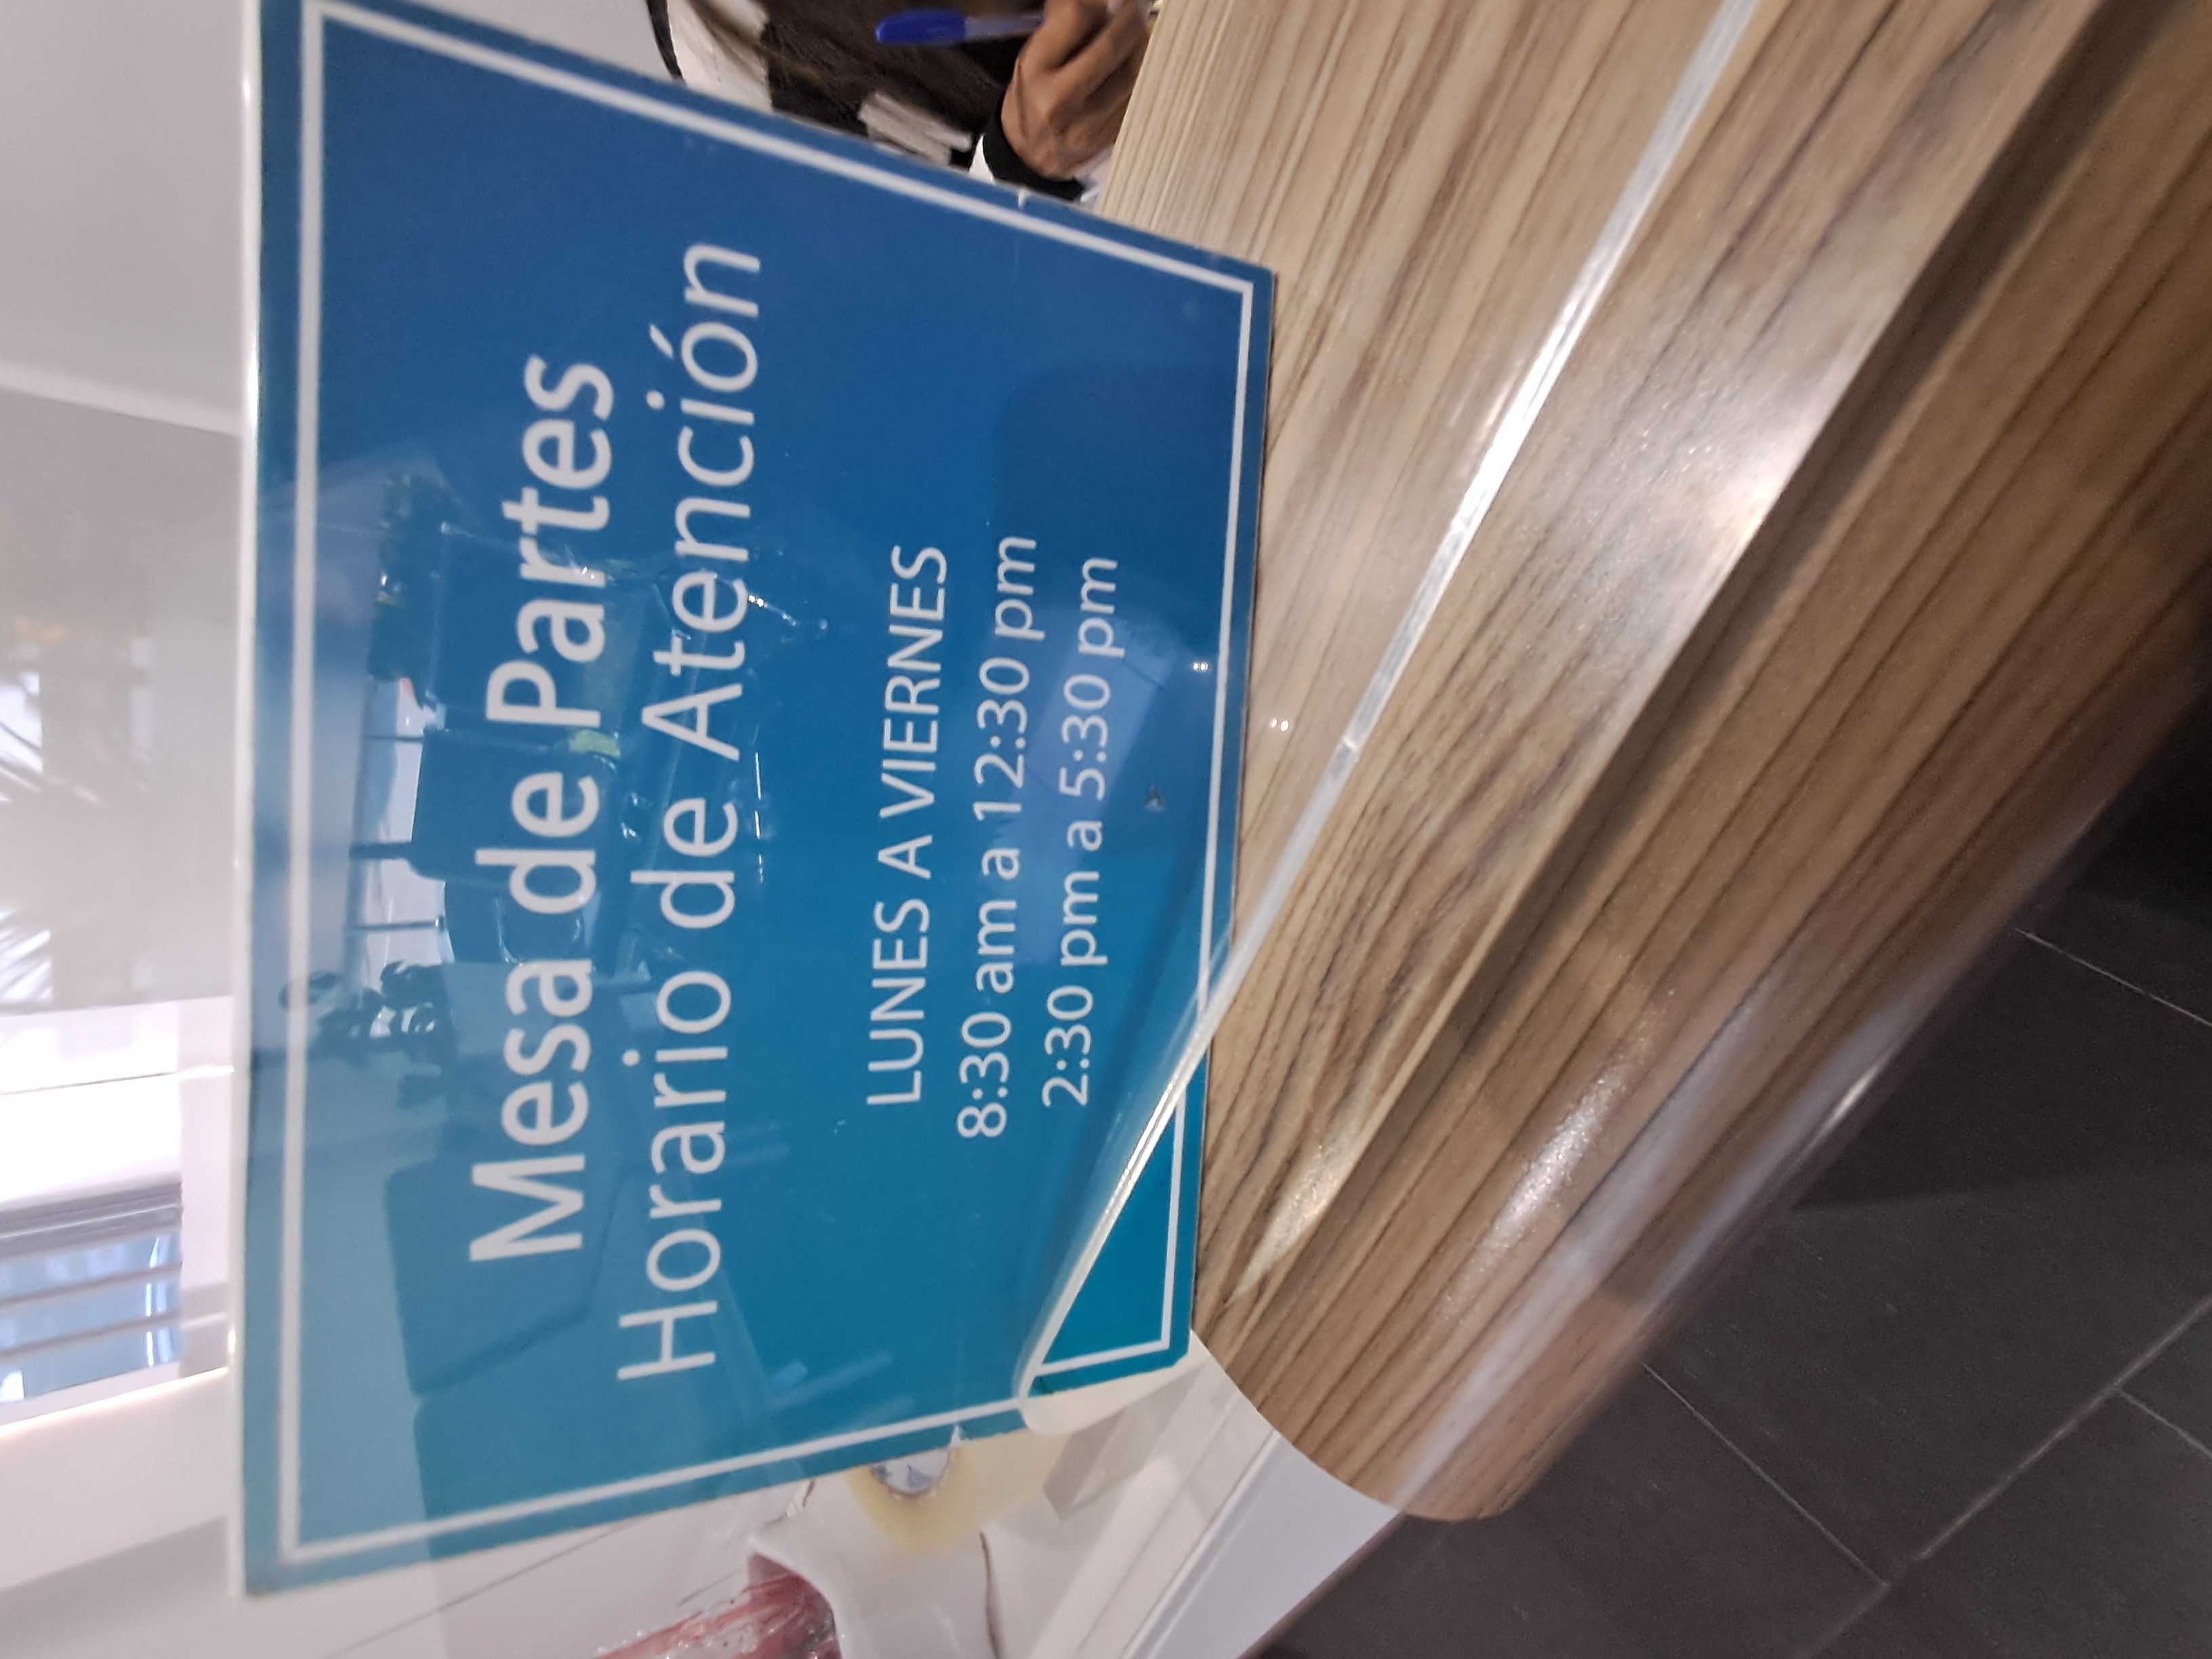 Mesa de Partes
Horario de Atención
LUNES A VIERNES
8:30 am a 12:30 pm
2:30 pm a 5:30 pm